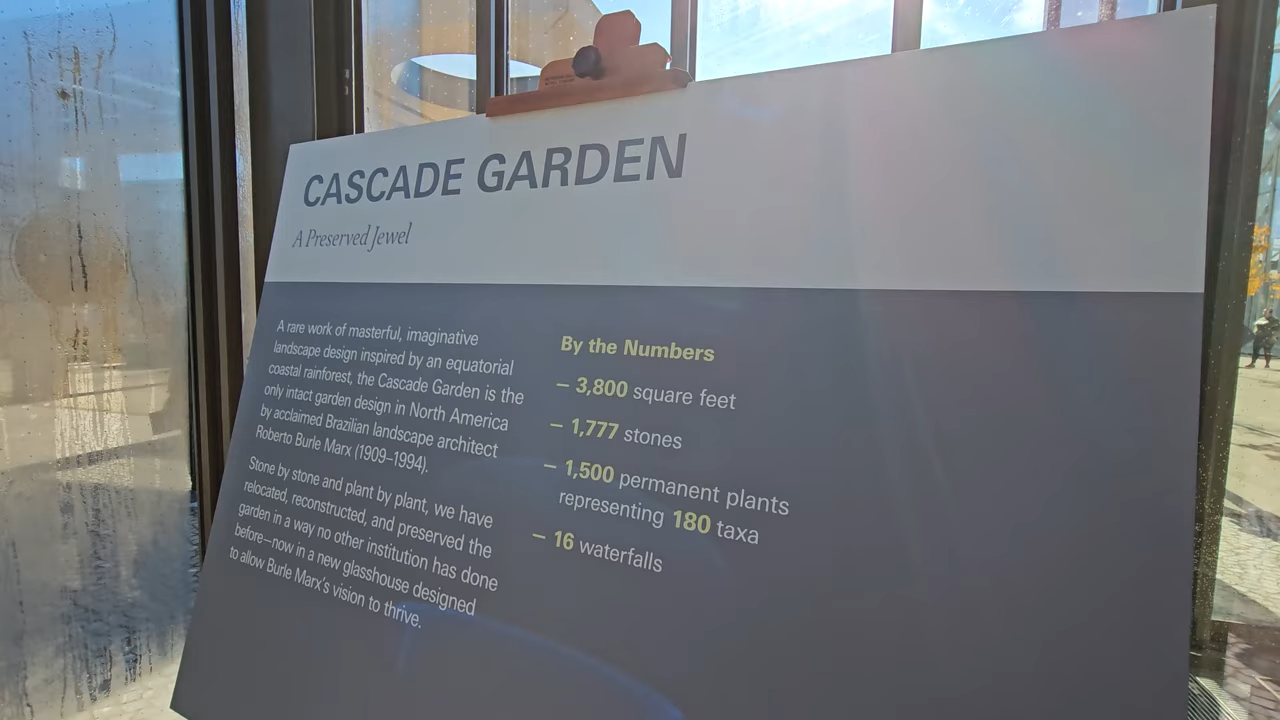 CASCADE GARDEN
A Preserved Jewel
A rare work of masterful, imaginative
landscape design inspired by an equatorial
coastal rainforest, the Cascade Garden is the
only intact garden design in North America
by acclaimed Brazilian landscape architect
Roberto Burle Marx (1909–1994).
Stone by stone and plant by plant, we have
relocated, reconstructed, and preserved the
garden in a way no other institution has done
before—now in a new glasshouse designed
to allow Burle Marx's vision to thrive.
By the Numbers
– 3,800 square feet
– 1,777 stones
– 1,500 permanent plants
representing 180 taxa
– 16 waterfalls